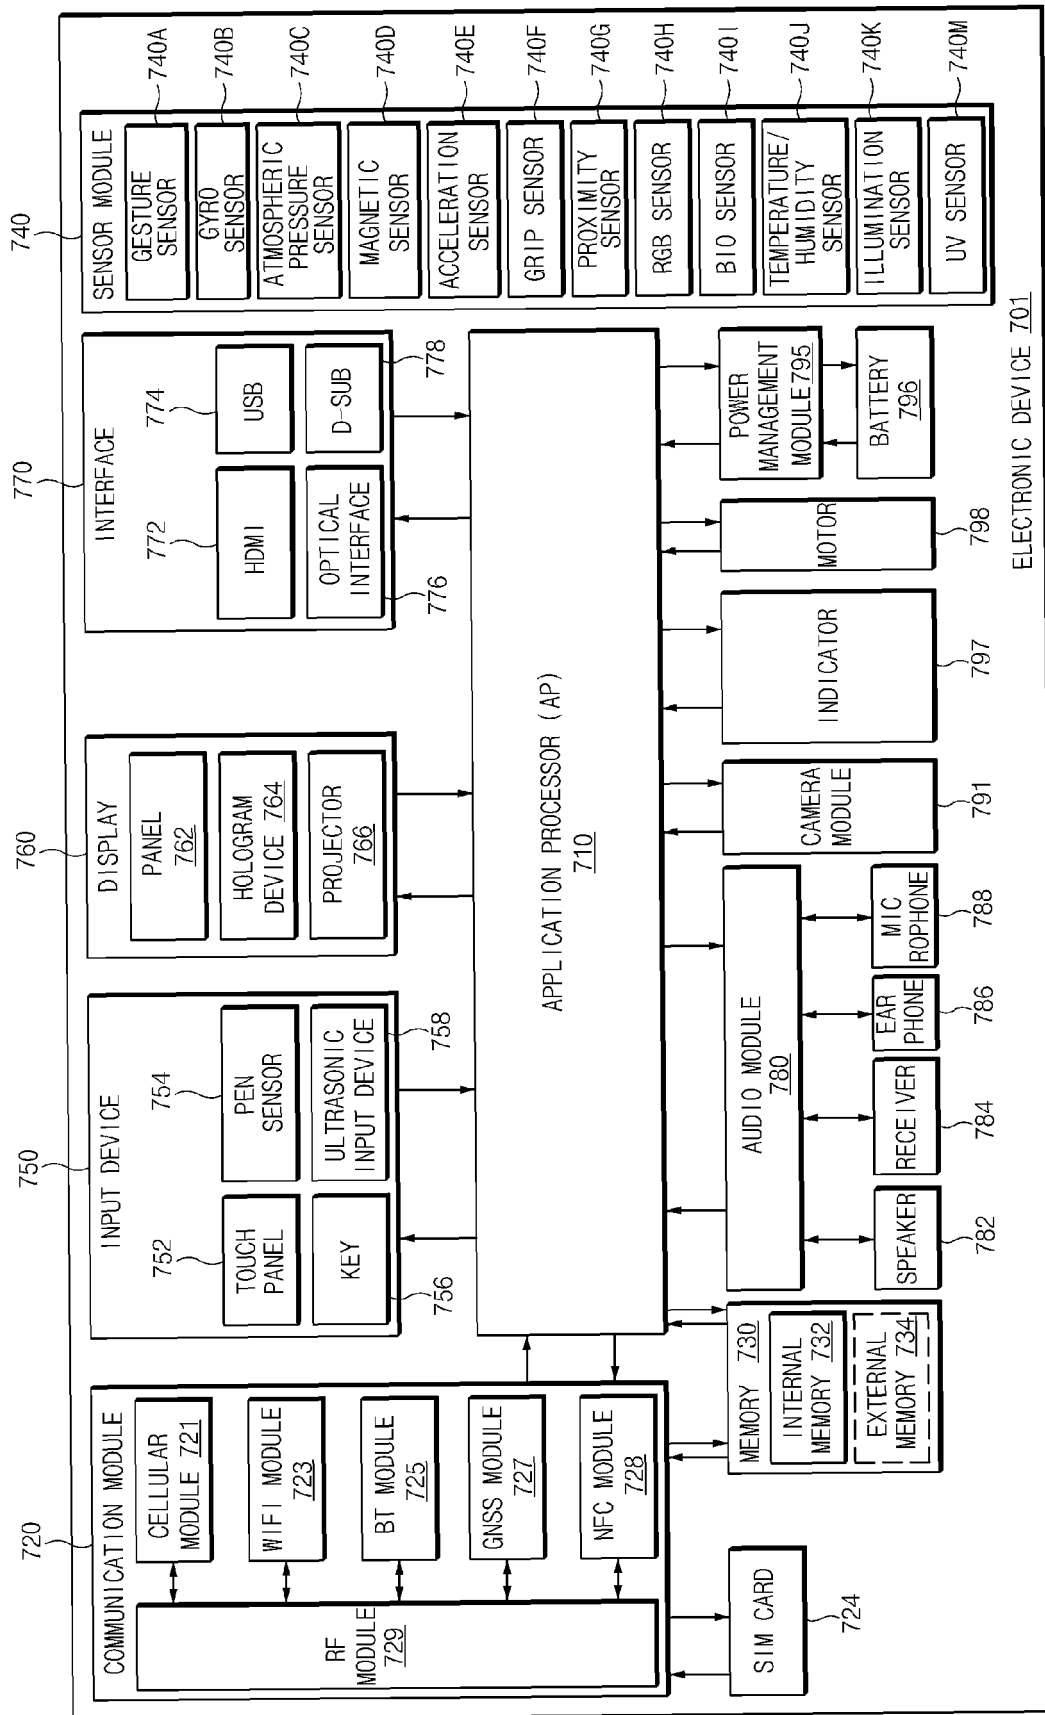 ELECTRONIC DEVICE 701
720
COMMUNICATION MODULE
CELLULAR
MODULE 721
WIFI MODULE
723
BT MODULE
725
GNSS MODULE
727
NFC MODULE
728
RF
MODULE
729
SIM CARD
724
750
INPUT DEVICE
752
TOUCH
PANEL
754
PEN
SENSOR
KEY
756
ULTRASONIC
INPUT DEVICE
758
760
DISPLAY
PANEL
762
HOLOGRAM
DEVICE 764
PROJECTOR
766
770
INTERFACE
772
HDMI
774
USB
OPTICAL
INTERFACE
776
D-SUB
778
740
SENSOR MODULE
GESTURE
SENSOR
740A
GYRO
SENSOR
740B
ATMOSPHERIC
PRESSURE
SENSOR
740C
MAGNETIC
SENSOR
740D
ACCELERATION
SENSOR
740E
GRIP SENSOR
740F
PROXIMITY
SENSOR
740G
RGB SENSOR
740H
BIO SENSOR
740I
TEMPERATURE/
HUMIDITY
SENSOR
740J
ILLUMINATION
SENSOR
740K
UV SENSOR
740M
APPLICATION PROCESSOR (AP)
710
MEMORY 730
INTERNAL
MEMORY 732
EXTERNAL
MEMORY 734
AUDIO MODULE
780
SPEAKER
782
RECEIVER
784
EAR
PHONE
786
MIC
ROPHONE
788
CAMERA
MODULE
791
INDICATOR
797
MOTOR
798
POWER
MANAGEMENT
MODULE795
BATTERY
796